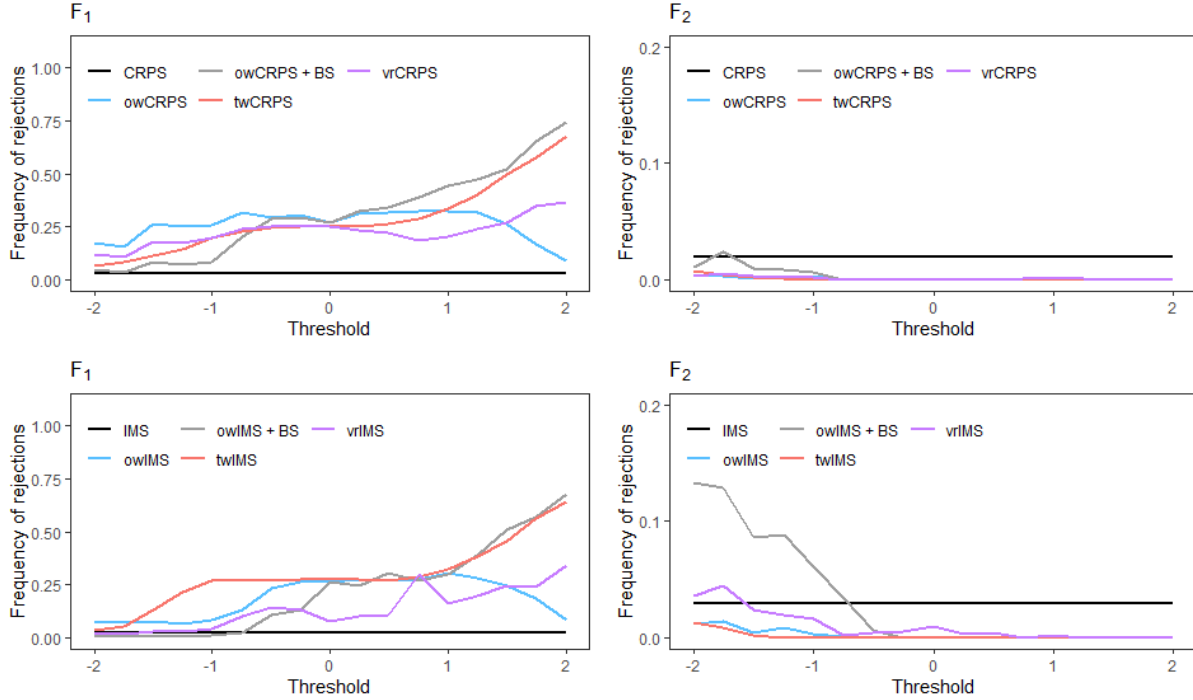 F1
1.00
0.75
0.50
0.25
0.00
Frequency of rejections
CRPS owCRPS + BS vrCRPS
owCRPS twCRPS
-2 -1 0 1 2
Threshold
F2
0.2
0.1
0.0
Frequency of rejections
CRPS owCRPS + BS vrCRPS
owCRPS twCRPS
-2 -1 0 1 2
Threshold
F1
1.00
0.75
0.50
0.25
0.00
Frequency of rejections
IMS owIMS + BS vrIMS
owIMS twIMS
-2 -1 0 1 2
Threshold
F2
0.2
0.1
0.0
Frequency of rejections
IMS owIMS + BS vrIMS
owIMS twIMS
-2 -1 0 1 2
Threshold